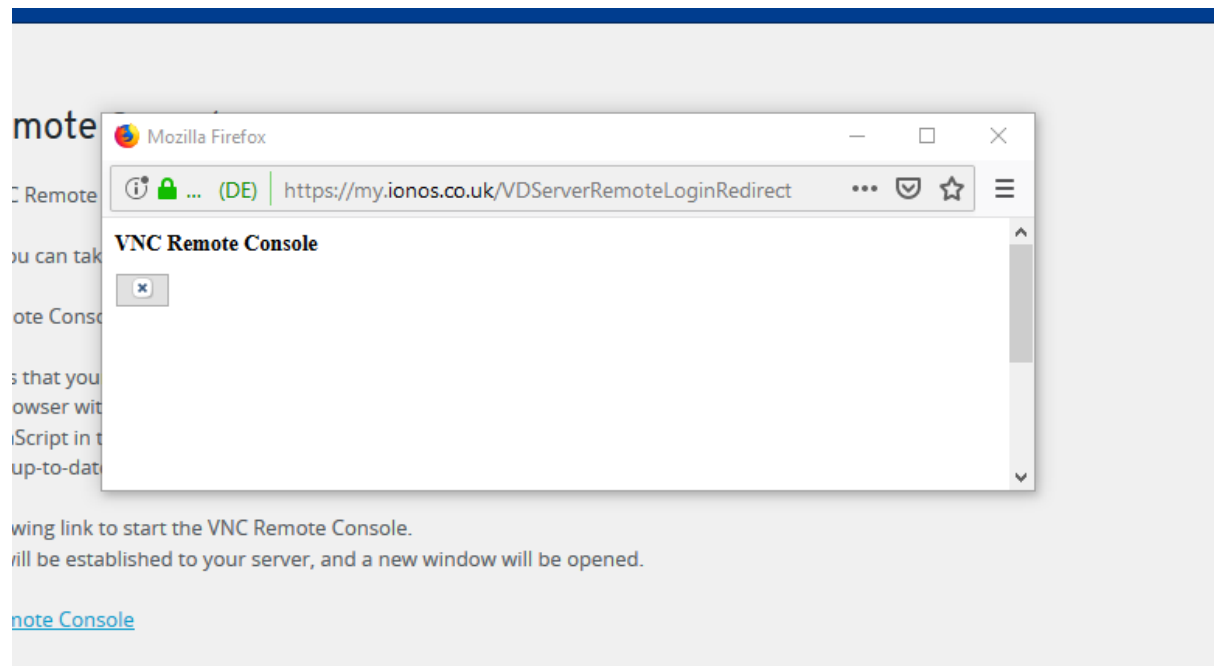 mote
Mozilla Firefox
... (DE) https://my.ionos.co.uk/VDServerRemoteLoginRedirect
VNC Remote Console
C Remote
ou can tak
ote Conso
s that you
owser wit
Script in t
up-to-dat
wing link to start the VNC Remote Console.
vill be established to your server, and a new window will be opened.
mote Console